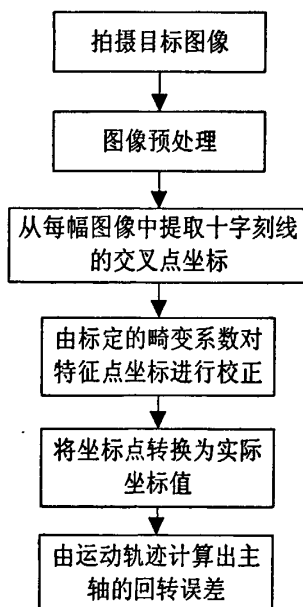 拍摄目标图像
图像预处理
从每幅图像中提取十字刻线
的交叉点坐标
由标定的畸变系数对
特征点坐标进行校正
将坐标点转换为实际
坐标值
由运动轨迹计算出主
轴的回转误差